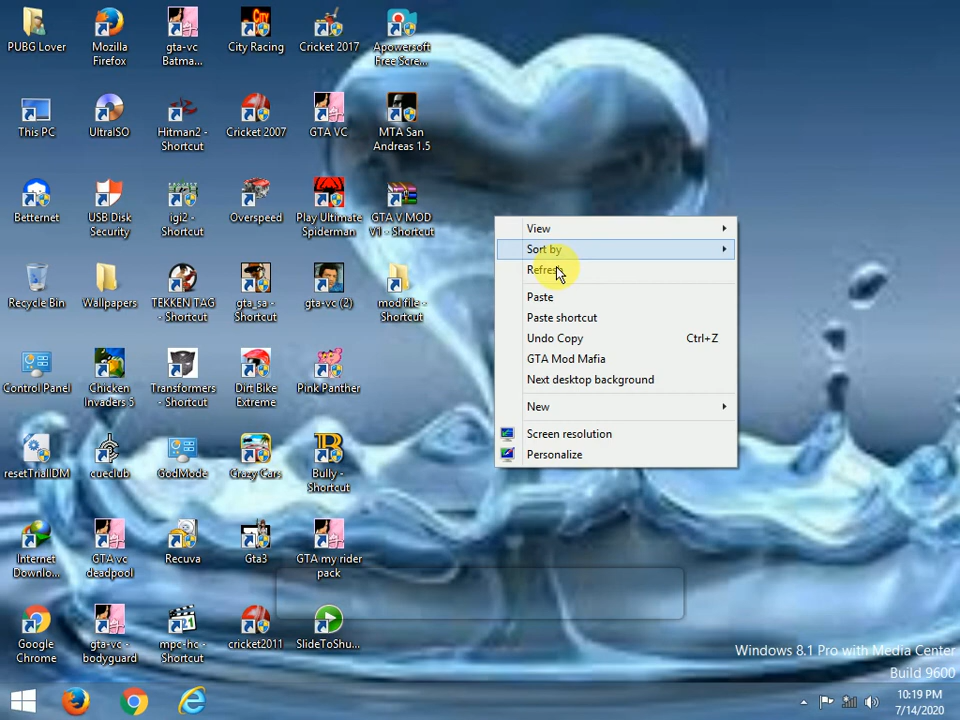 PUBG Lover
Mozilla
Firefox
gta-vc
Batma...
City Racing
Cricket 2017
Apowersoft
Free Scre...
This PC
UltraISO
Hitman2 -
Shortcut
Cricket 2007
GTA VC
MTA San
Andreas 1.5
Betternet
USB Disk
Security
igi2 -
Shortcut
Overspeed
Play Ultimate
Spiderman
GTA V MOD
V1 - Shortcut
Recycle Bin
Wallpapers
TEKKEN TAG
- Shortcut
gta_sa -
Shortcut
gta-vc (2)
mod file -
Shortcut
Control Panel
Chicken
Invaders 5
Transformers
- Shortcut
Dirt Bike
Extreme
Pink Panther
resetTrialIDM
cueclub
GodMode
Crazy Cars
Bully -
Shortcut
Internet
Downlo...
GTA vc
deadpool
Recuva
Gta3
GTA my rider
pack
Google
Chrome
gta-vc -
bodyguard
mpc-hc -
Shortcut
cricket2011
SlideToShu...
View
Sort by
Refresh
Paste
Paste shortcut
Undo Copy Ctrl+Z
GTA Mod Mafia
Next desktop background
New
Screen resolution
Personalize
Windows 8.1 Pro with Media Center
Build 9600
10:19 PM
7/14/2020